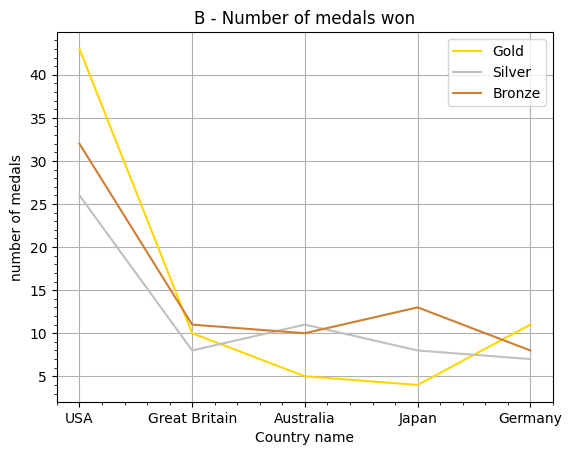 B - Number of medals won
Gold
Silver
Bronze
number of medals
40
35
30
25
20
15
10
5
USA
Great Britain
Australia
Japan
Germany
Country name